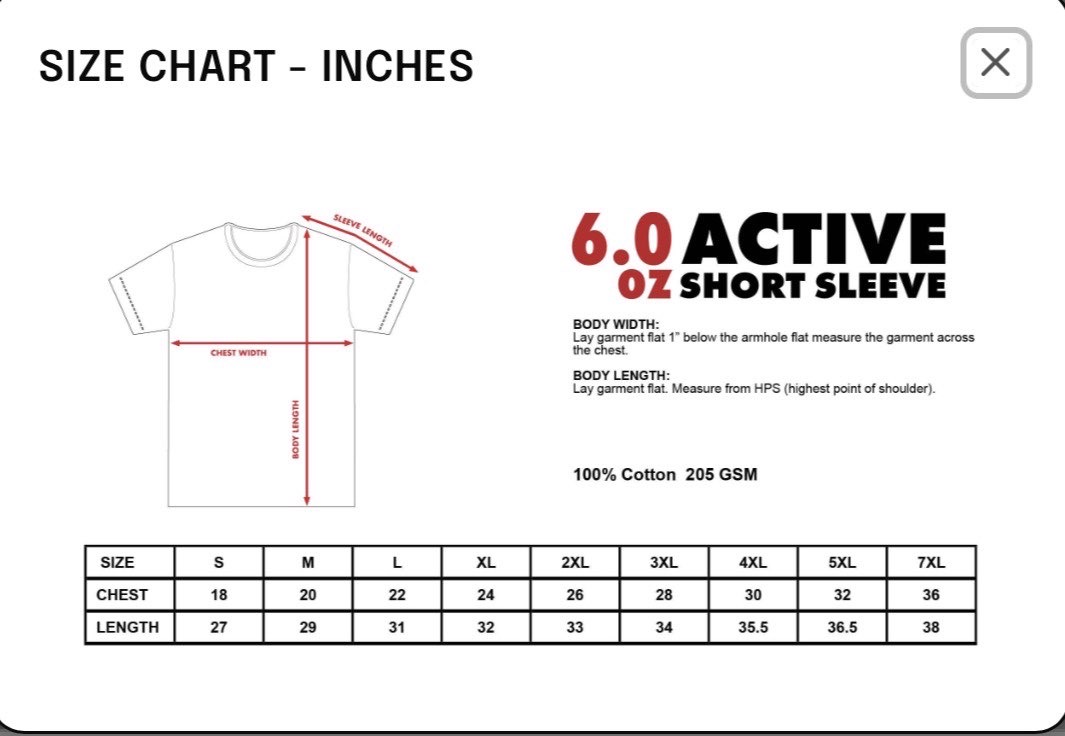 SIZE CHART - INCHES
SLEEVE LENGTH
CHEST WIDTH
BODY LENGTH
6.0 ACTIVE
OZ SHORT SLEEVE
BODY WIDTH:
Lay garment flat 1" below the armhole flat measure the garment across
the chest.
BODY LENGTH:
Lay garment flat. Measure from HPS (highest point of shoulder).
100% Cotton 205 GSM
SIZE S M L XL 2XL 3XL 4XL 5XL 7XL
CHEST 18 20 22 24 26 28 30 32 36
LENGTH 27 29 31 32 33 34 35.5 36.5 38